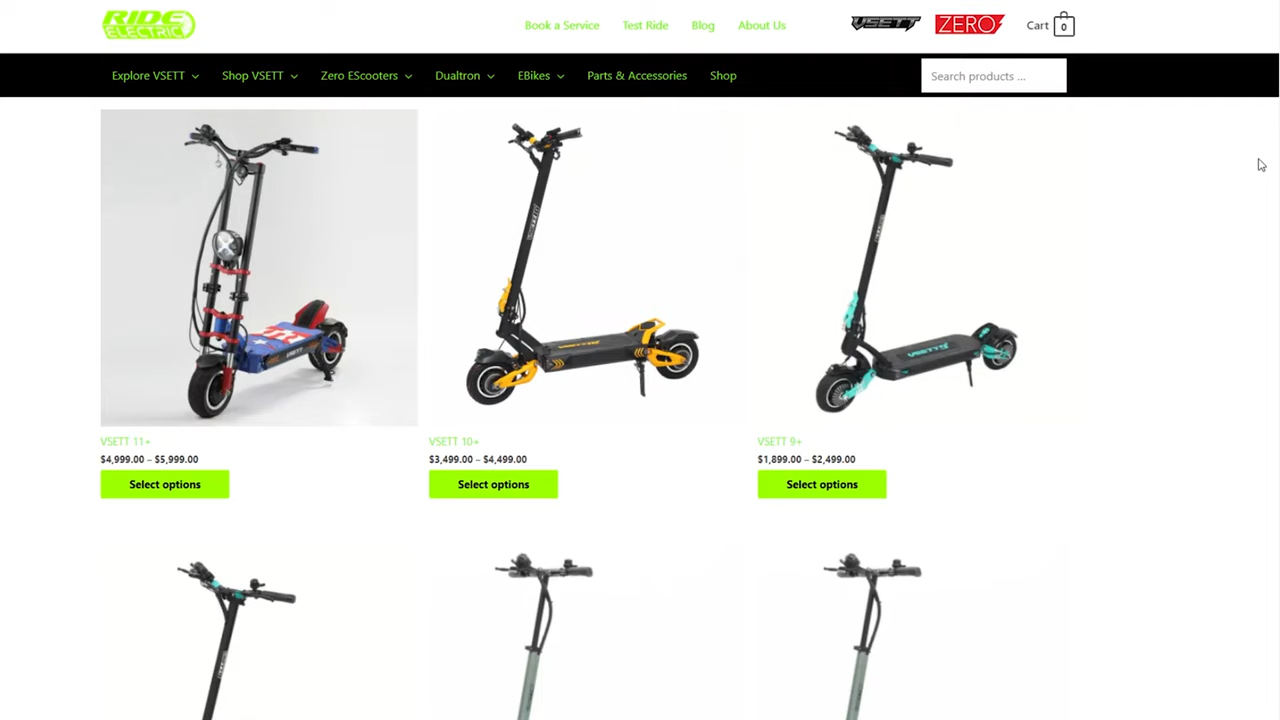 RIDE
ELECTRIC
Book a Service
Test Ride
Blog
About Us
VSETT
ZERO
Cart
0
Explore VSETT
Shop VSETT
Zero EScooters
Dualtron
EBikes
Parts & Accessories
Shop
Search products ...
VSETT 11+
$4,999.00 – $5,999.00
Select options
VSETT 10+
$3,499.00 – $4,499.00
Select options
VSETT 9+
$1,899.00 – $2,499.00
Select options